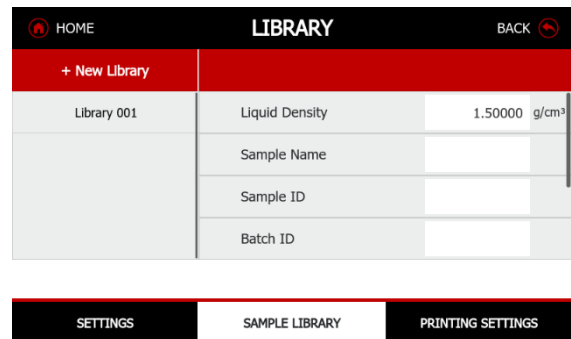 HOME LIBRARY BACK
+ New Library
Library 001 Liquid Density 1.50000 g/cm³
Sample Name
Sample ID
Batch ID
SETTINGS SAMPLE LIBRARY PRINTING SETTINGS